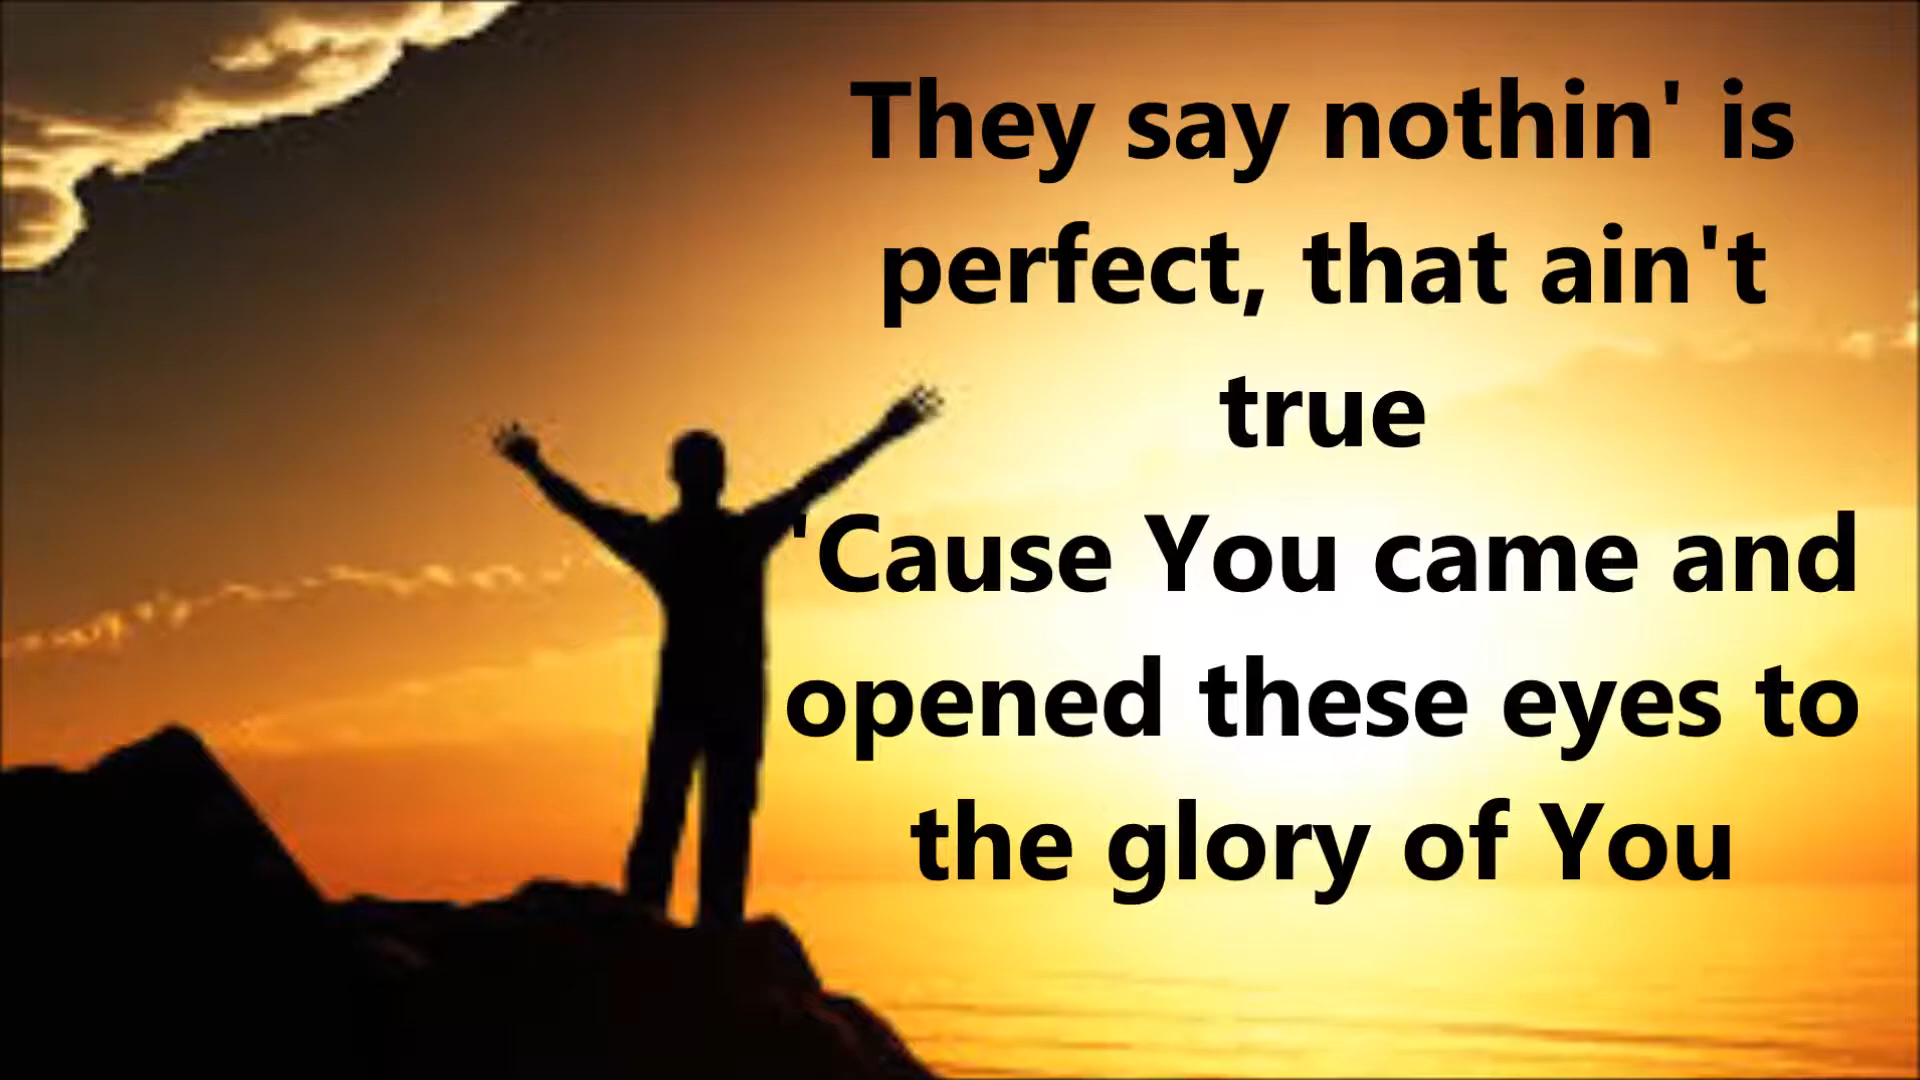 They say nothin' is
perfect, that ain't
true
'Cause You came and
opened these eyes to
the glory of You